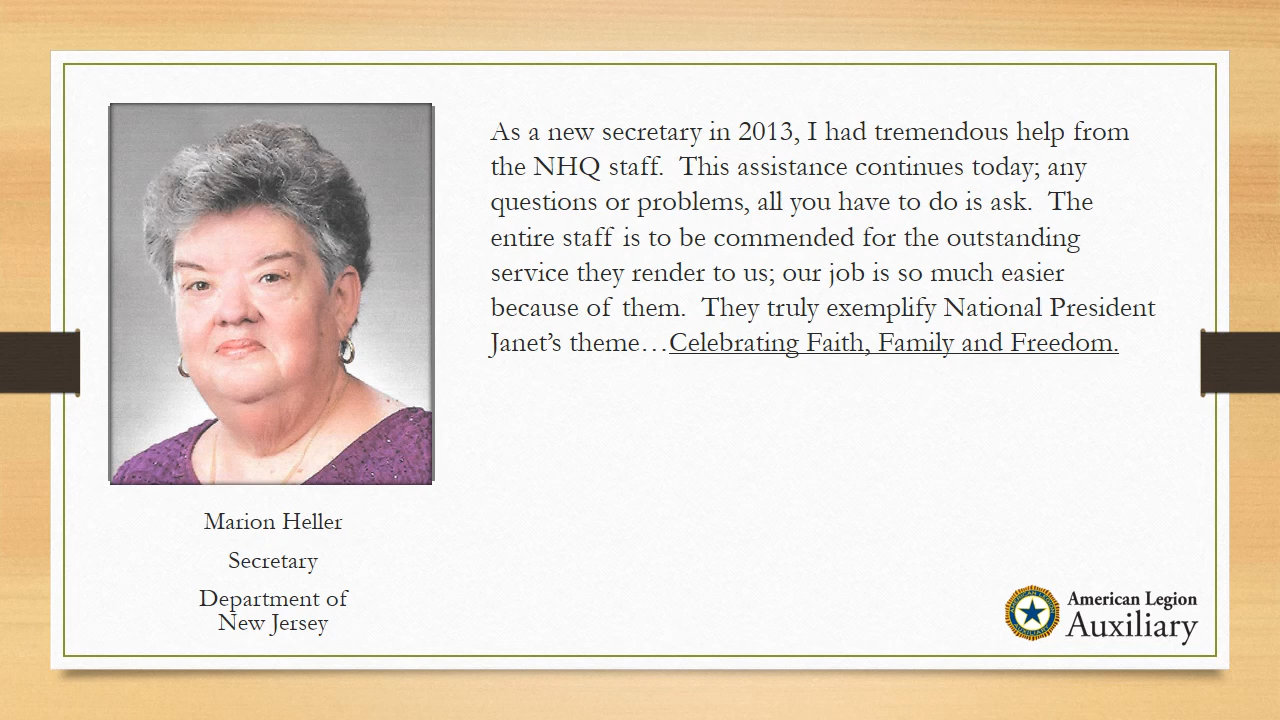 As a new secretary in 2013, I had tremendous help from
the NHQ staff.  This assistance continues today; any
questions or problems, all you have to do is ask.  The
entire staff is to be commended for the outstanding
service they render to us; our job is so much easier
because of them.  They truly exemplify National President
Janet’s theme…Celebrating Faith, Family and Freedom.
Marion Heller
Secretary
Department of
New Jersey
American Legion
Auxiliary
AMERICAN LEGION
AUXILIARY